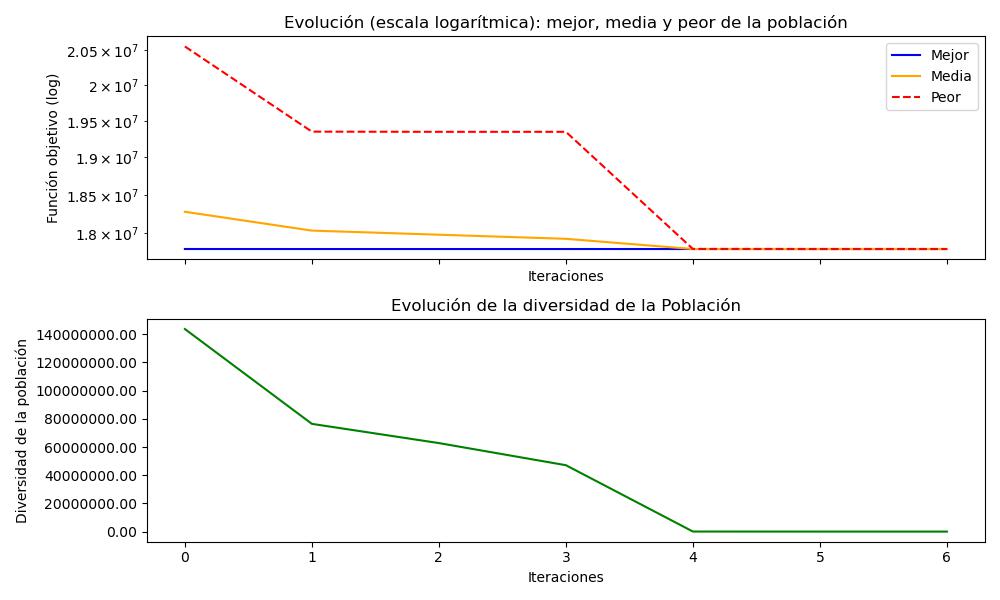 Evolución (escala logarítmica): mejor, media y peor de la población
Función objetivo (log)
2.05 × 10⁷
2 × 10⁷
1.95 × 10⁷
1.9 × 10⁷
1.85 × 10⁷
1.8 × 10⁷
Mejor
Media
Peor
Iteraciones
Evolución de la diversidad de la Población
Diversidad de la población
140000000.00
120000000.00
100000000.00
80000000.00
60000000.00
40000000.00
20000000.00
0.00
0 1 2 3 4 5 6
Iteraciones